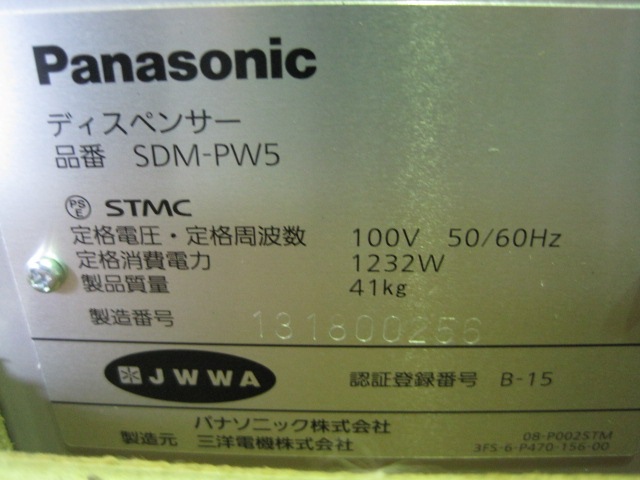 Panasonic
ディスペンサー
品番 SDM-PW5
PSE STMC
定格電圧・定格周波数 100V 50/60Hz
定格消費電力 1232W
製品質量 41kg
製造番号 131800256
JWWA 認証登録番号 B-15
パナソニック株式会社
製造元 三洋電機株式会社
08-P002STM
3FS-6-P470-156-00